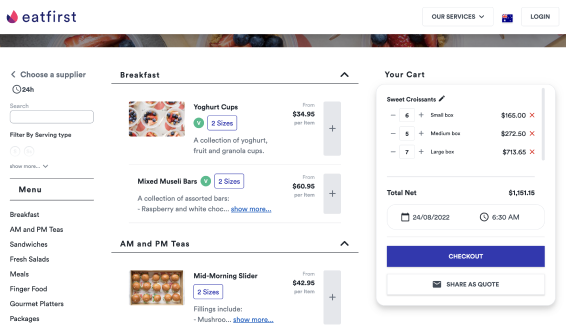 eatfirst
OUR SERVICES
LOGIN
Choose a supplier
24h
Search
Filter By Serving type
show more...
Menu
Breakfast
AM and PM Teas
Sandwiches
Fresh Salads
Meals
Finger Food
Gourmet Platters
Packages
Breakfast
Yoghurt Cups
V 2 Sizes
A collection of yoghurt,
fruit and granola cups.
From
$34.95
per Item
+
Mixed Museli Bars V 2 Sizes
A collection of assorted bars:
- Raspberry and white choc... show more...
From
$60.95
per Item
+
AM and PM Teas
Mid-Morning Slider
2 Sizes
Fillings include:
- Mushroo... show more...
From
$42.95
per Item
+
Your Cart
Sweet Croissants
− 6 + Small box $165.00 ×
− 5 + Medium box $272.50 ×
− 7 + Large box $713.65 ×
Total Net $1,151.15
24/08/2022 6:30 AM
CHECKOUT
SHARE AS QUOTE